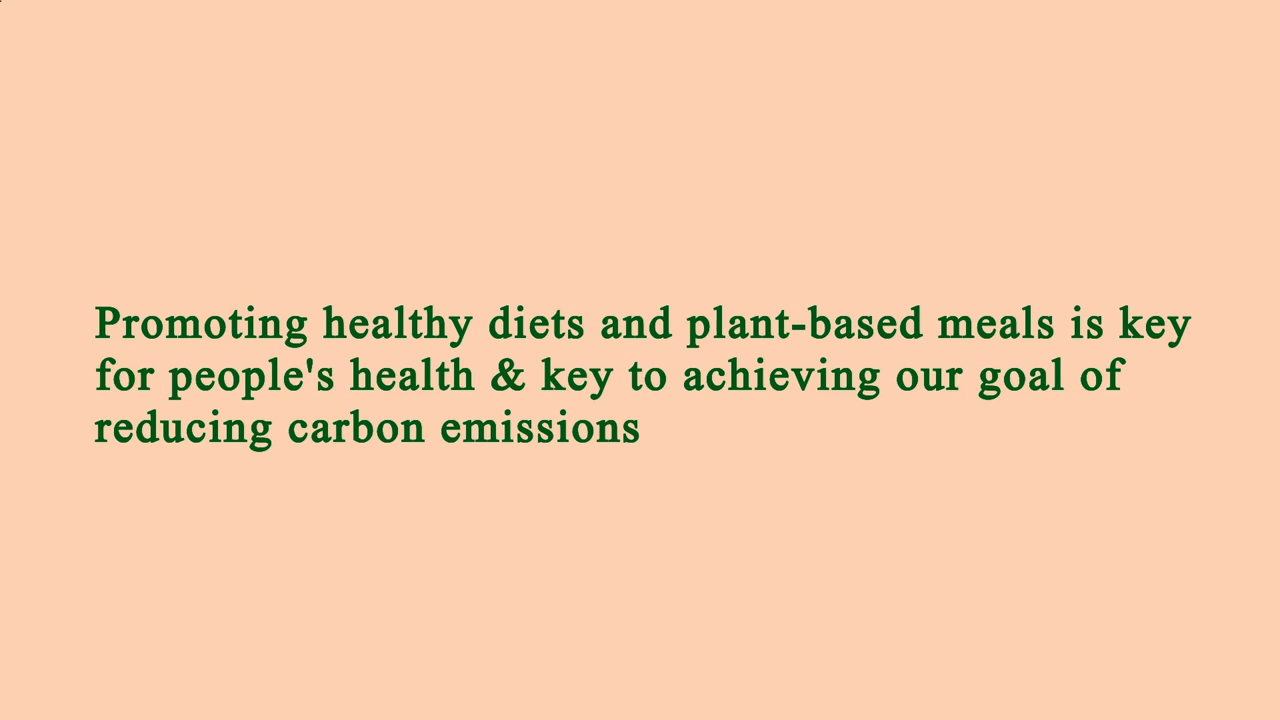 Promoting healthy diets and plant-based meals is key
for people's health & key to achieving our goal of
reducing carbon emissions